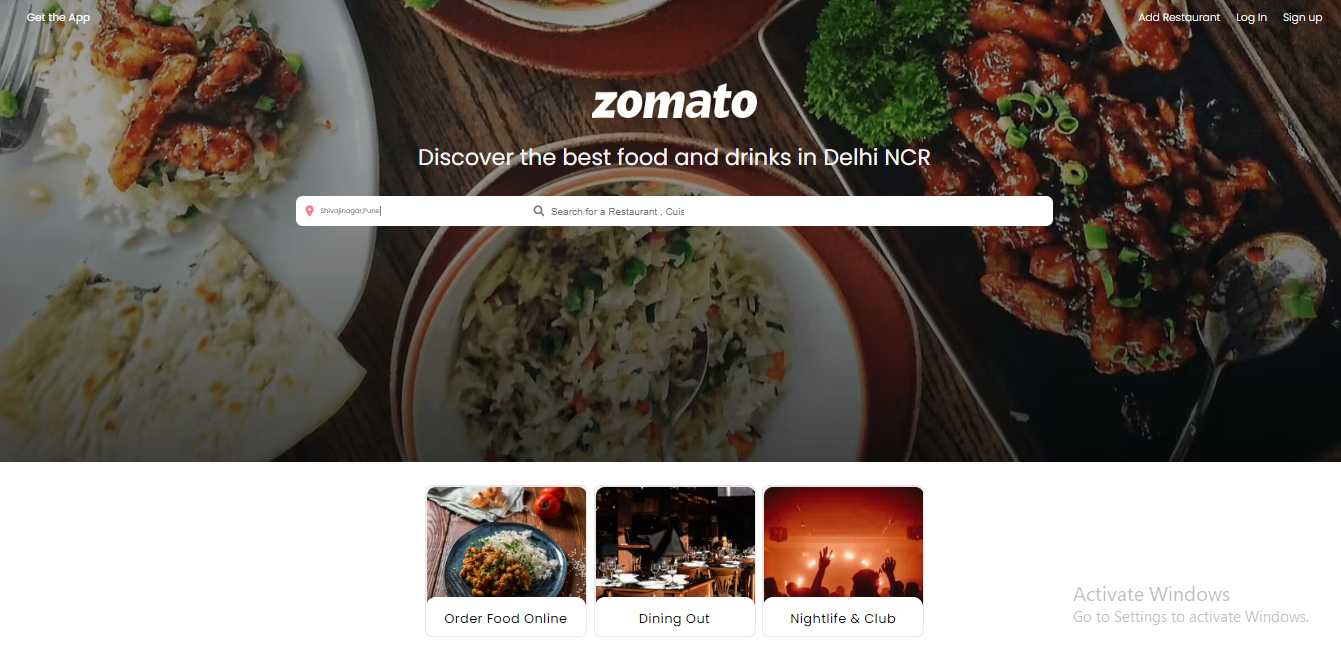 Get the App
Add Restaurant Log In Sign up
zomato
Discover the best food and drinks in Delhi NCR
Shivajinagar,Pune
Search for a Restaurant , Cuis
Order Food Online
Dining Out
Nightlife & Club
Activate Windows
Go to Settings to activate Windows.